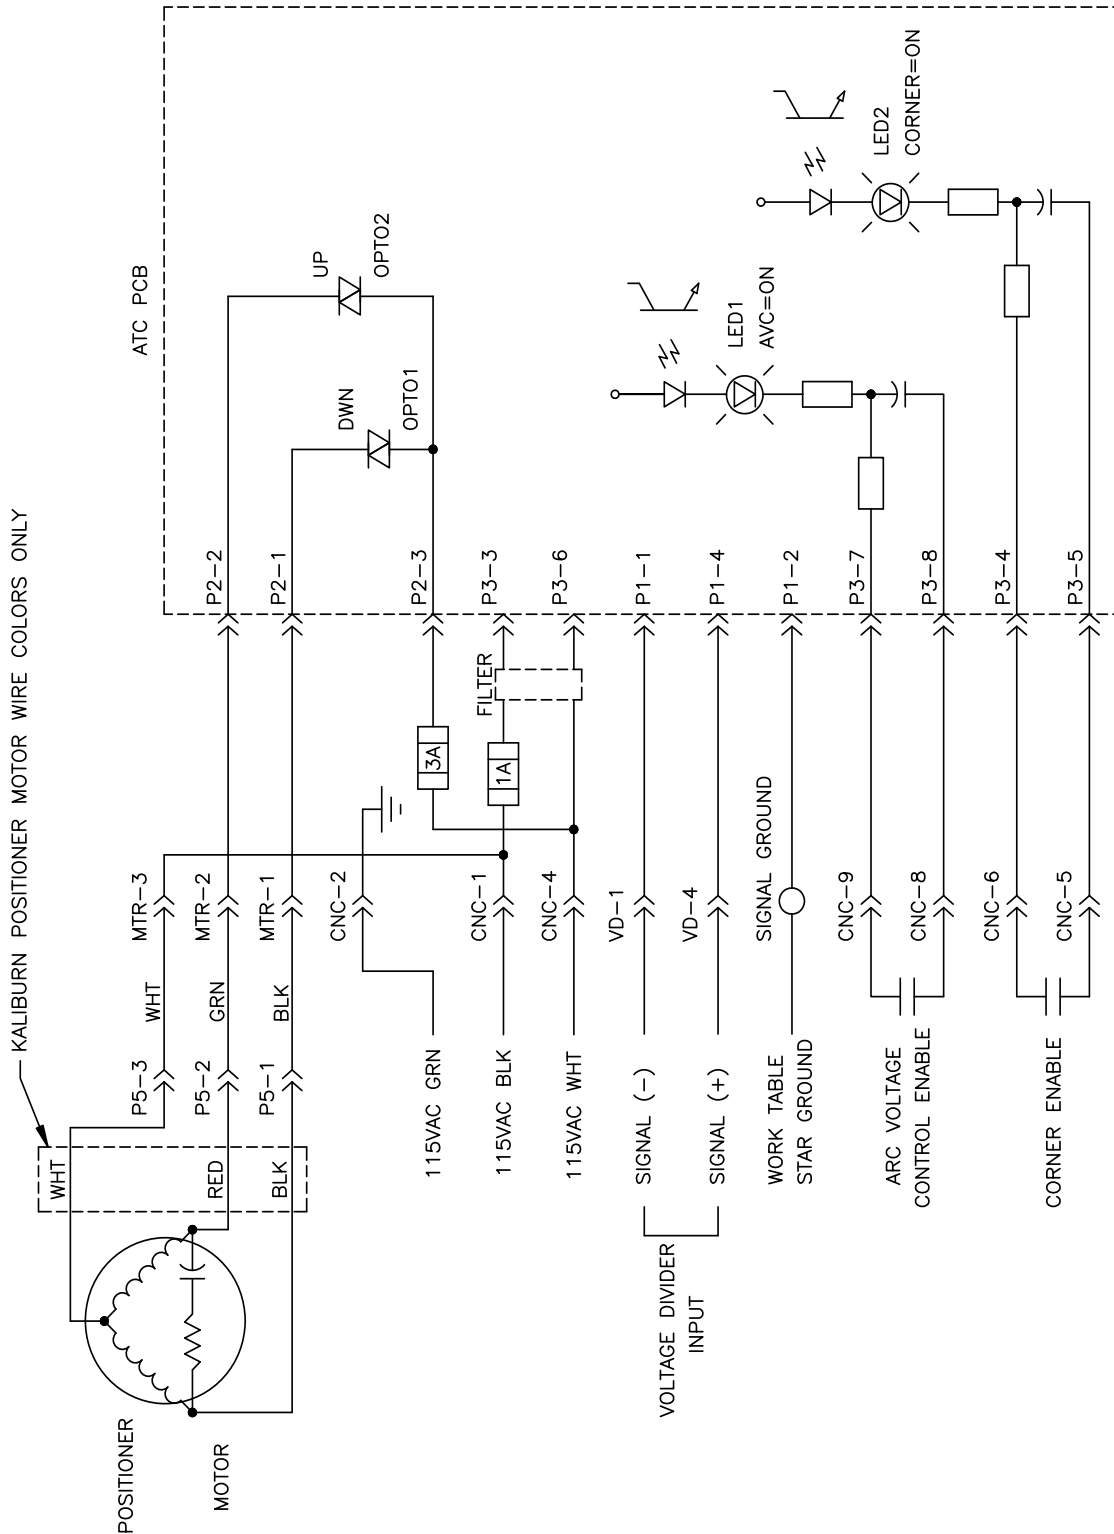 KALIBURN POSITIONER MOTOR WIRE COLORS ONLY
ATC PCB
POSITIONER
MOTOR
WHT
RED
BLK
P5-3
P5-2
P5-1
WHT
GRN
BLK
MTR-3
MTR-2
MTR-1
P2-2
P2-1
UP
OPTO2
DWN
OPTO1
115VAC GRN
CNC-2
3A
P2-3
115VAC BLK
CNC-1
1A
FILTER
P3-3
115VAC WHT
CNC-4
P3-6
VOLTAGE DIVIDER
INPUT
SIGNAL (-)
VD-1
P1-1
SIGNAL (+)
VD-4
P1-4
WORK TABLE
STAR GROUND
SIGNAL GROUND
P1-2
LED1
AVC=ON
ARC VOLTAGE
CONTROL ENABLE
CNC-9
P3-7
CNC-8
P3-8
LED2
CORNER=ON
CORNER ENABLE
CNC-6
P3-4
CNC-5
P3-5